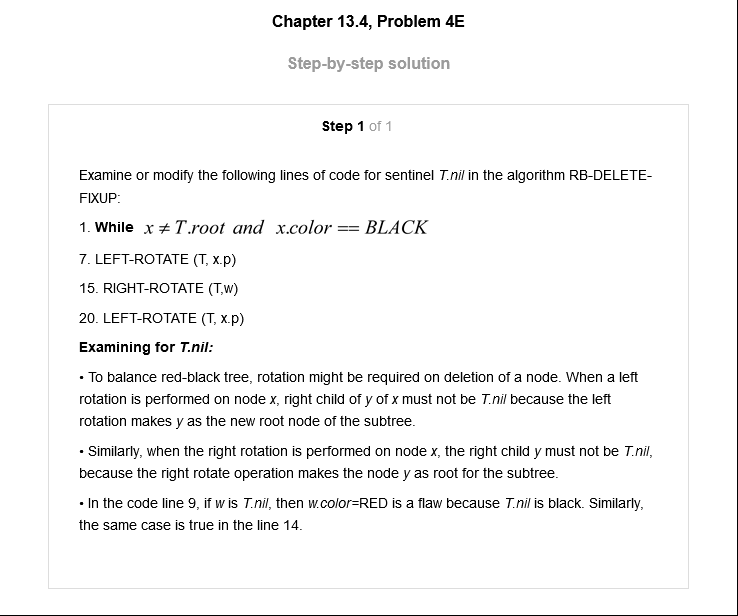 Chapter 13.4, Problem 4E
Step-by-step solution
Step 1 of 1
Examine or modify the following lines of code for sentinel T.nil in the algorithm RB-DELETE-
FIXUP:
1. While x ≠ T.root and x.color == BLACK
7. LEFT-ROTATE (T, x.p)
15. RIGHT-ROTATE (T,w)
20. LEFT-ROTATE (T, x.p)
Examining for T.nil:
• To balance red-black tree, rotation might be required on deletion of a node. When a left
rotation is performed on node x, right child of y of x must not be T.nil because the left
rotation makes y as the new root node of the subtree.
• Similarly, when the right rotation is performed on node x, the right child y must not be T.nil,
because the right rotate operation makes the node y as root for the subtree.
• In the code line 9, if w is T.nil, then w.color=RED is a flaw because T.nil is black. Similarly,
the same case is true in the line 14.